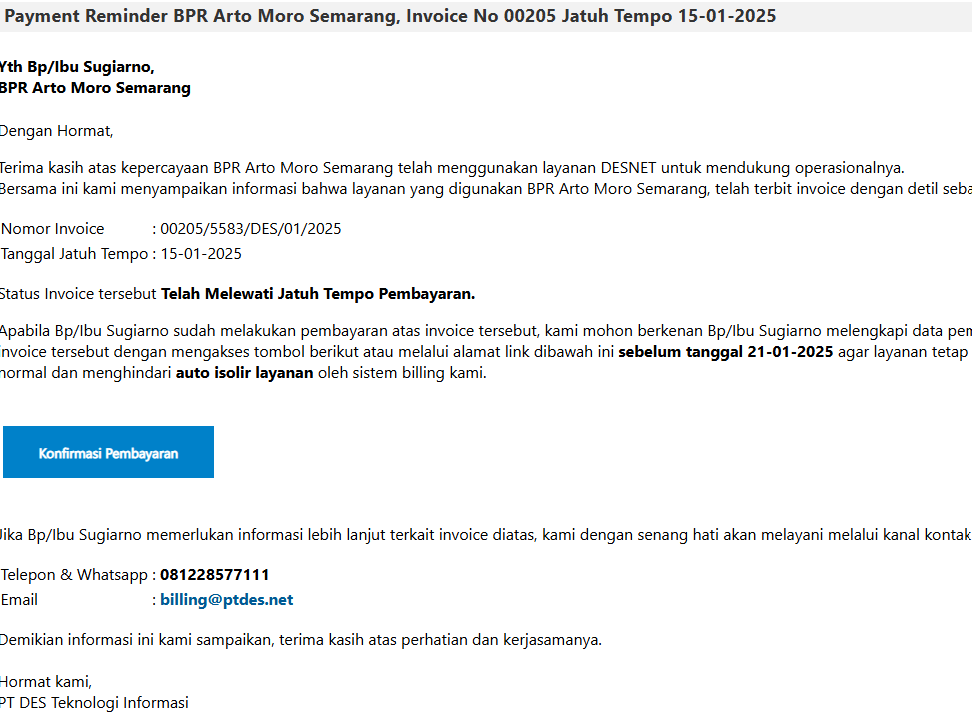 Payment Reminder BPR Arto Moro Semarang, Invoice No 00205 Jatuh Tempo 15-01-2025
Yth Bp/Ibu Sugiarno,
BPR Arto Moro Semarang
Dengan Hormat,
Terima kasih atas kepercayaan BPR Arto Moro Semarang telah menggunakan layanan DESNET untuk mendukung operasionalnya.
Bersama ini kami menyampaikan informasi bahwa layanan yang digunakan BPR Arto Moro Semarang, telah terbit invoice dengan detil seba
Nomor Invoice : 00205/5583/DES/01/2025
Tanggal Jatuh Tempo : 15-01-2025
Status Invoice tersebut Telah Melewati Jatuh Tempo Pembayaran.
Apabila Bp/Ibu Sugiarno sudah melakukan pembayaran atas invoice tersebut, kami mohon berkenan Bp/Ibu Sugiarno melengkapi data pem
invoice tersebut dengan mengakses tombol berikut atau melalui alamat link dibawah ini sebelum tanggal 21-01-2025 agar layanan tetap
normal dan menghindari auto isolir layanan oleh sistem billing kami.
Konfirmasi Pembayaran
Jika Bp/Ibu Sugiarno memerlukan informasi lebih lanjut terkait invoice diatas, kami dengan senang hati akan melayani melalui kanal kontak
Telepon & Whatsapp : 081228577111
Email : billing@ptdes.net
Demikian informasi ini kami sampaikan, terima kasih atas perhatian dan kerjasamanya.
Hormat kami,
PT DES Teknologi Informasi